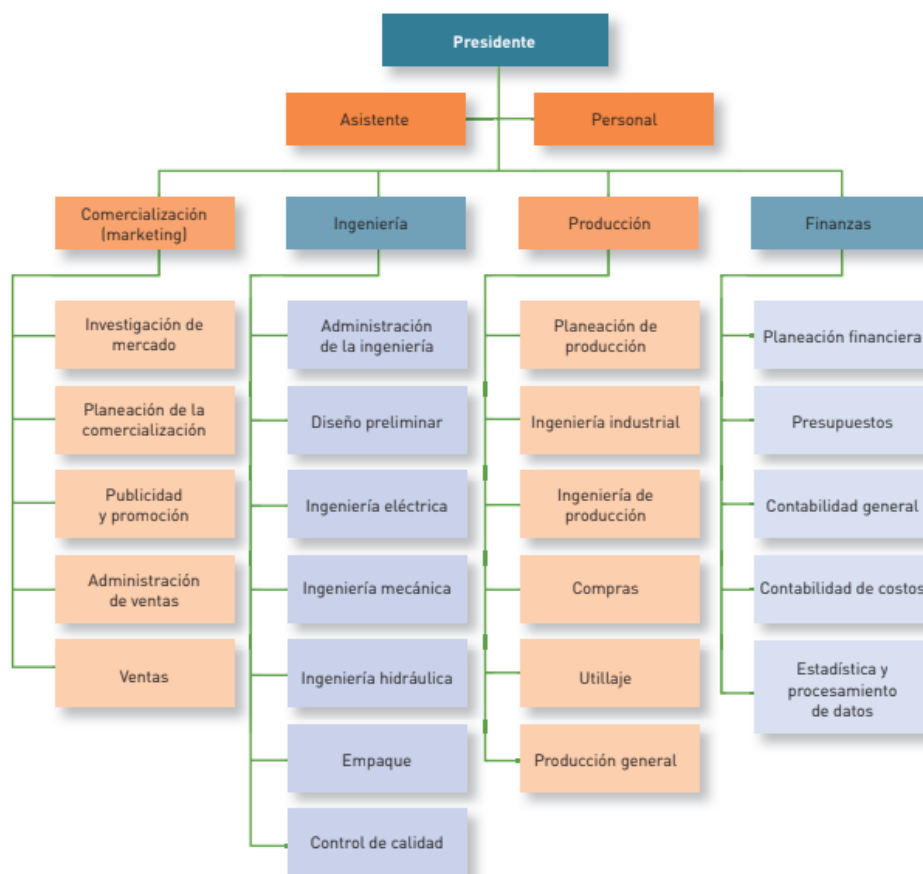 Presidente
Asistente
Personal
Comercialización
(marketing)
Ingeniería
Producción
Finanzas
Investigación de
mercado
Planeación de la
comercialización
Publicidad
y promoción
Administración
de ventas
Ventas
Administración
de la ingeniería
Diseño preliminar
Ingeniería eléctrica
Ingeniería mecánica
Ingeniería hidráulica
Empaque
Control de calidad
Planeación de
producción
Ingeniería industrial
Ingeniería de
producción
Compras
Utillaje
Producción general
Planeación financiera
Presupuestos
Contabilidad general
Contabilidad de costos
Estadística y
procesamiento
de datos